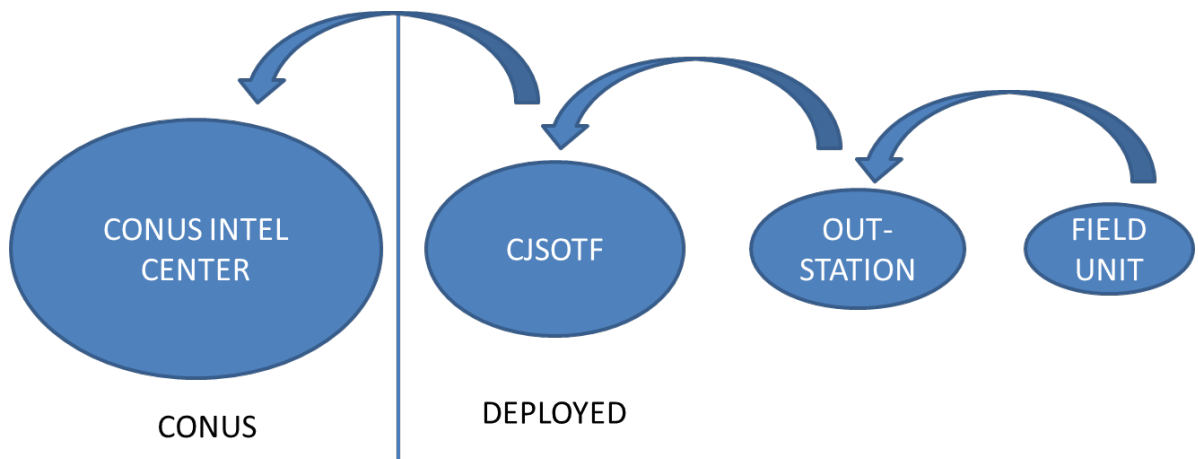 CONUS INTEL
CENTER
CJSOTF
OUT-
STATION
FIELD
UNIT
CONUS
DEPLOYED